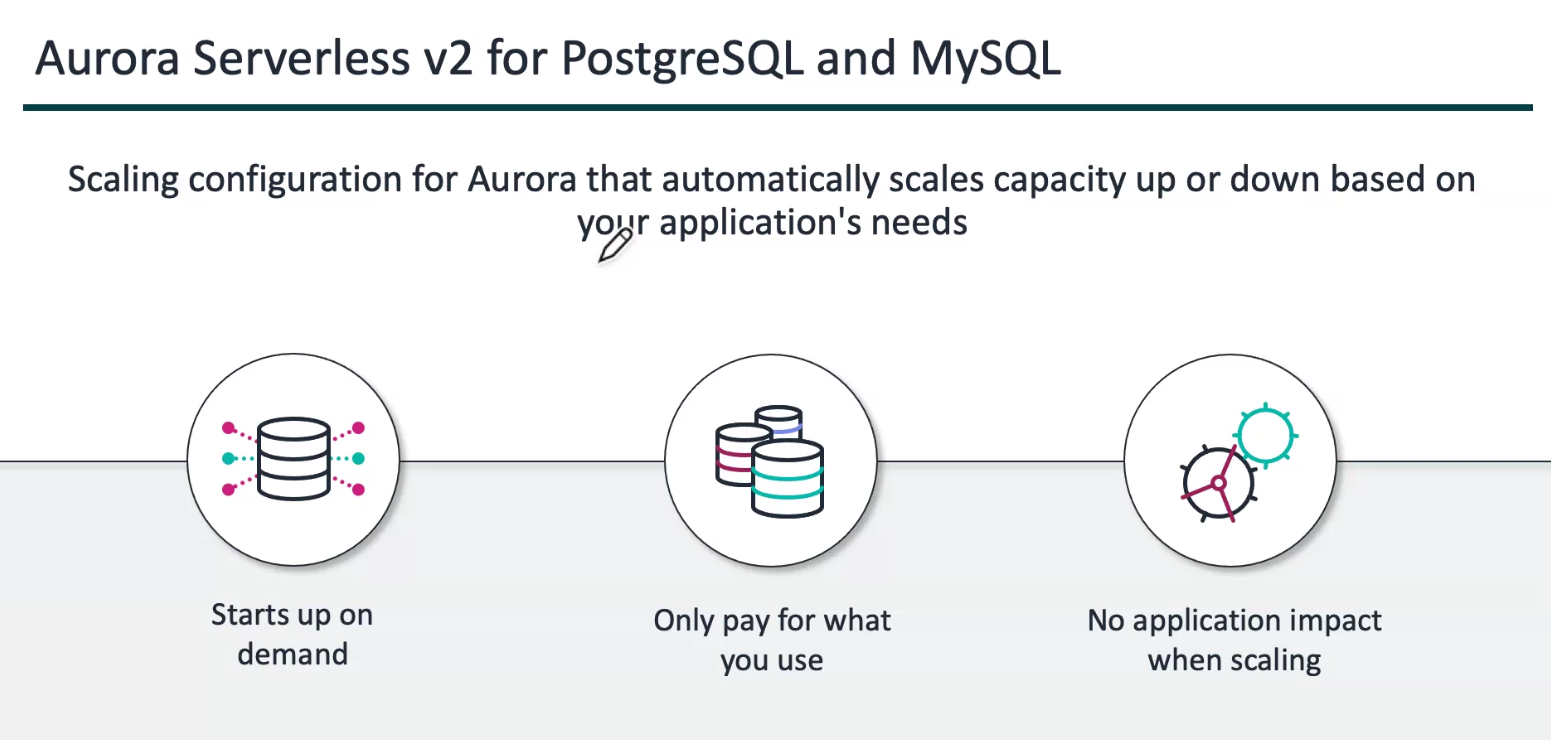 Aurora Serverless v2 for PostgreSQL and MySQL
Scaling configuration for Aurora that automatically scales capacity up or down based on
your application's needs
Starts up on
demand
Only pay for what
you use
No application impact
when scaling